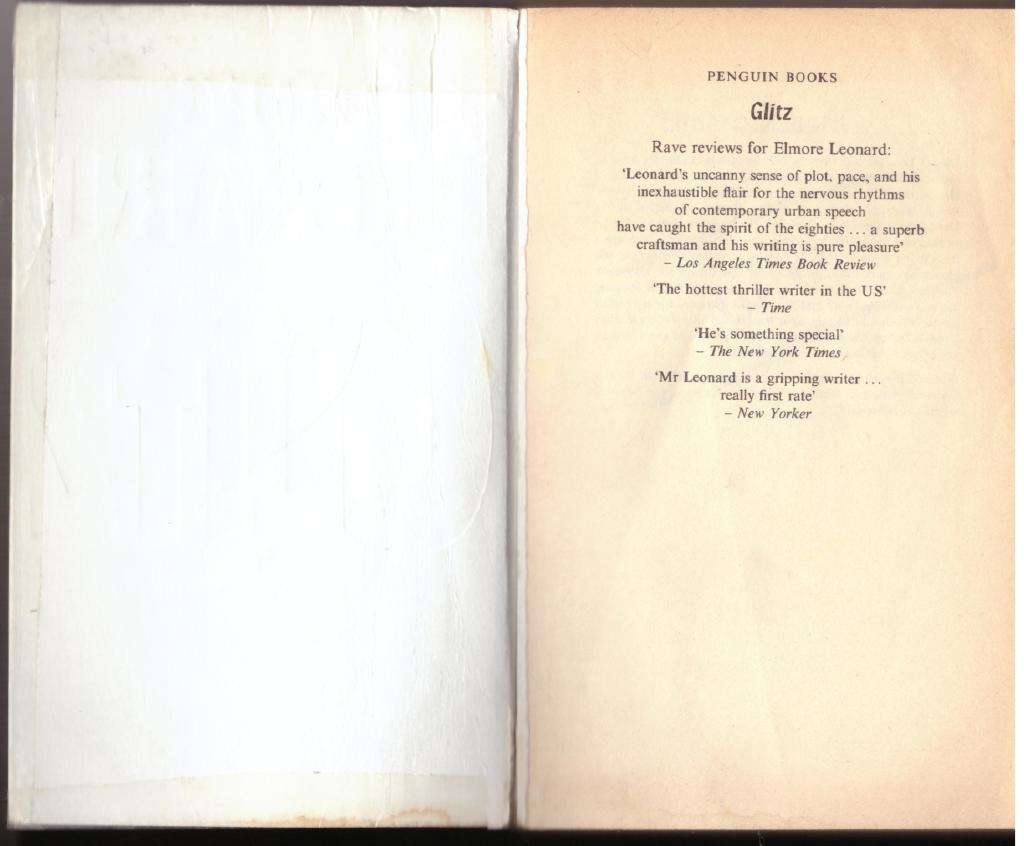 PENGUIN BOOKS
Glitz
Rave reviews for Elmore Leonard:
‘Leonard’s uncanny sense of plot, pace, and his
inexhaustible flair for the nervous rhythms
of contemporary urban speech
have caught the spirit of the eighties ... a superb
craftsman and his writing is pure pleasure’
– Los Angeles Times Book Review
‘The hottest thriller writer in the US’
– Time
‘He’s something special’
– The New York Times
‘Mr Leonard is a gripping writer ...
really first rate’
– New Yorker